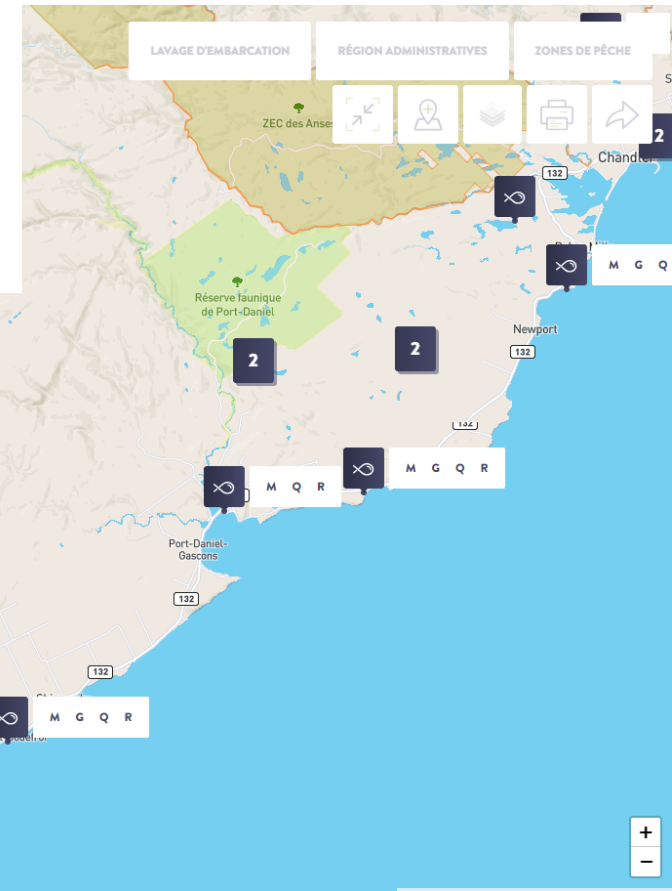 LAVAGE D'EMBARCATION
RÉGION ADMINISTRATIVES
ZONES DE PÊCHE
ZEC des Anses
2
132
M G Q
Réserve faunique
de Port-Daniel
2
2
Newport
132
132
M G Q R
M Q R
Port-Daniel-
Gascons
132
132
M G Q R
+
−